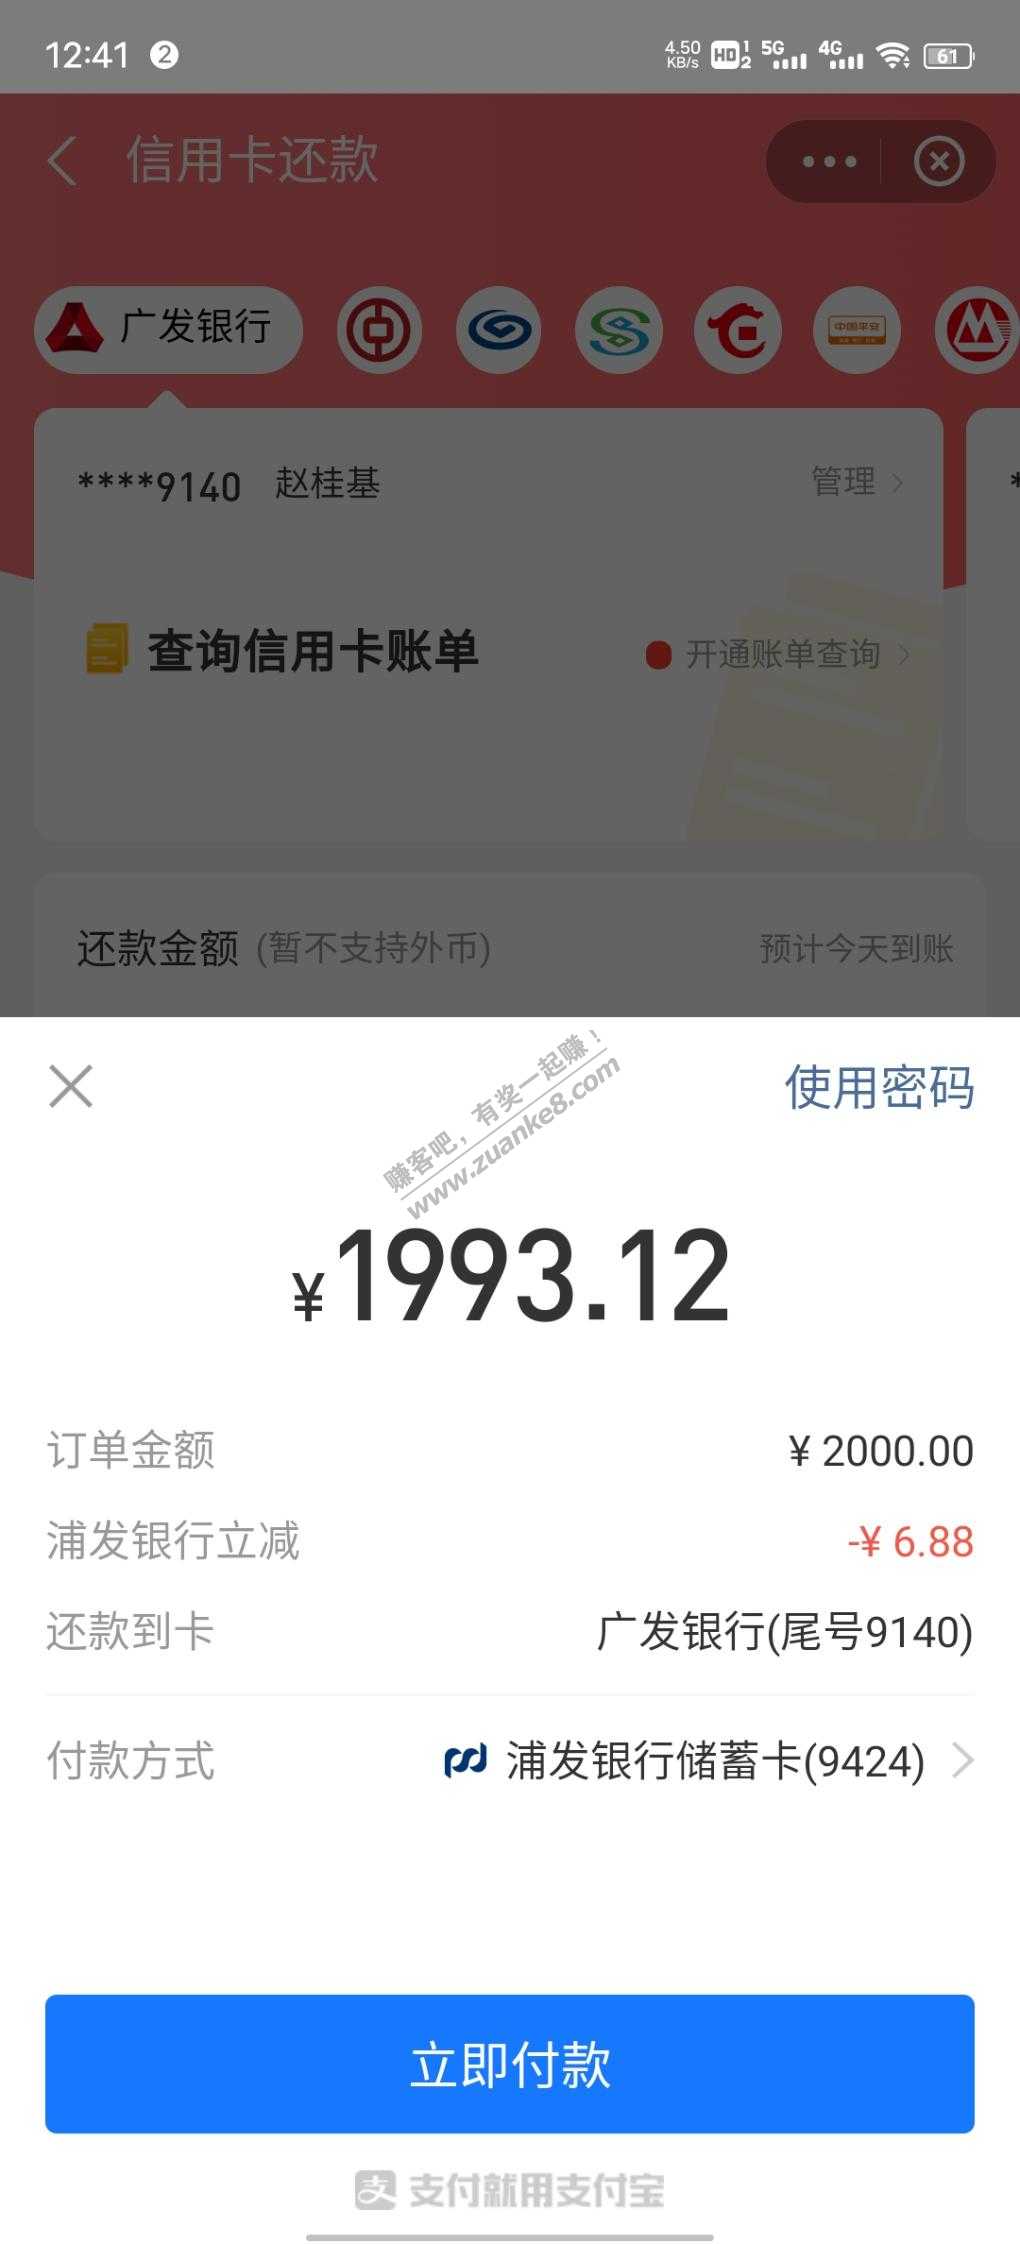 12:41 2 4.50 KB/s HD 1 2 5G 4G 61
信用卡还款
广发银行 中国平安
****9140 赵桂基 管理
查询信用卡账单 开通账单查询
还款金额 (暂不支持外币) 预计今天到账
使用密码
赚客吧，有奖一起赚！
www.zuanke8.com
¥1993.12
订单金额 ¥ 2000.00
浦发银行立减 -¥ 6.88
还款到卡 广发银行(尾号9140)
付款方式 浦发银行储蓄卡(9424)
立即付款
支 支付就用支付宝